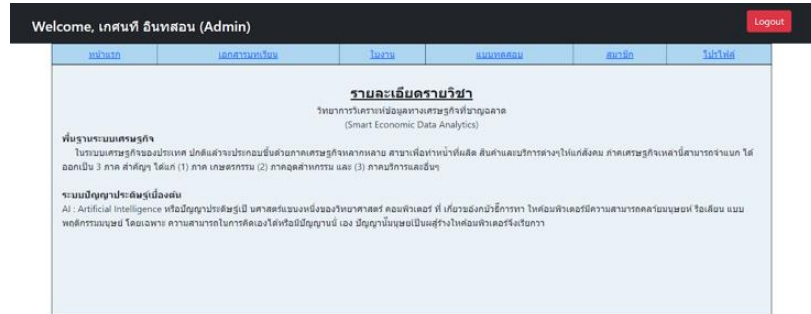 Welcome, เกศนที อินทสอน (Admin)
Logout
หน้าแรก
เอกสารบทเรียน
ใบงาน
แบบทดสอบ
สมาชิก
โปรไฟล์
รายละเอียดรายวิชา
วิทยาการวิเคราะห์ข้อมูลทางเศรษฐกิจที่ชาญฉลาด
(Smart Economic Data Analytics)
พื้นฐานระบบเศรษฐกิจ
ในระบบเศรษฐกิจของประเทศ ปกติแล้วจะประกอบขึ้นด้วยภาคเศรษฐกิจหลากหลาย สาขาเพื่อทำหน้าที่ผลิต สินค้าและบริการต่างๆให้แก่สังคม ภาคเศรษฐกิจเหล่านี้สามารถจำแนก ได้
ออกเป็น 3 ภาค สำคัญๆ ได้แก่ (1) ภาค เกษตรกรรม (2) ภาคอุตสาหกรรม และ (3) ภาคบริการและอื่นๆ
ระบบปัญญาประดิษฐ์เบื้องต้น
AI : Artificial Intelligence หรือปัญญาประดิษฐ์เป็ นศาสตร์แขนงหนึ่งของวิทยาศาสตร์ คอมพิวเตอร์ ที่ เกี่ยวข้องกับวิธีการทำ ให้คอมพิวเตอร์มีความสามารถคล้ายมนุษย์ หรือเลียน แบบ
พฤติกรรมมนุษย์ โดยเฉพาะ ความสามารถในการคิดเองได้หรือมีปัญญานี้ เอง ปัญญานั้นมนุษย์เป็นผู้สร้างให้คอมพิวเตอร์จึงเรียกว่า